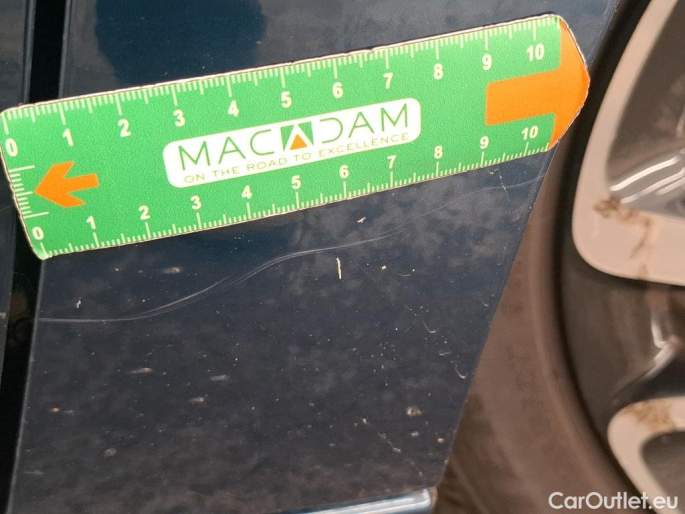 0 1 2 3 4 5 6 7 8 9 10
MACADAM
ON THE ROAD TO EXCELLENCE
0 1 2 3 4 5 6 7 8 9 10
CarOutlet.eu